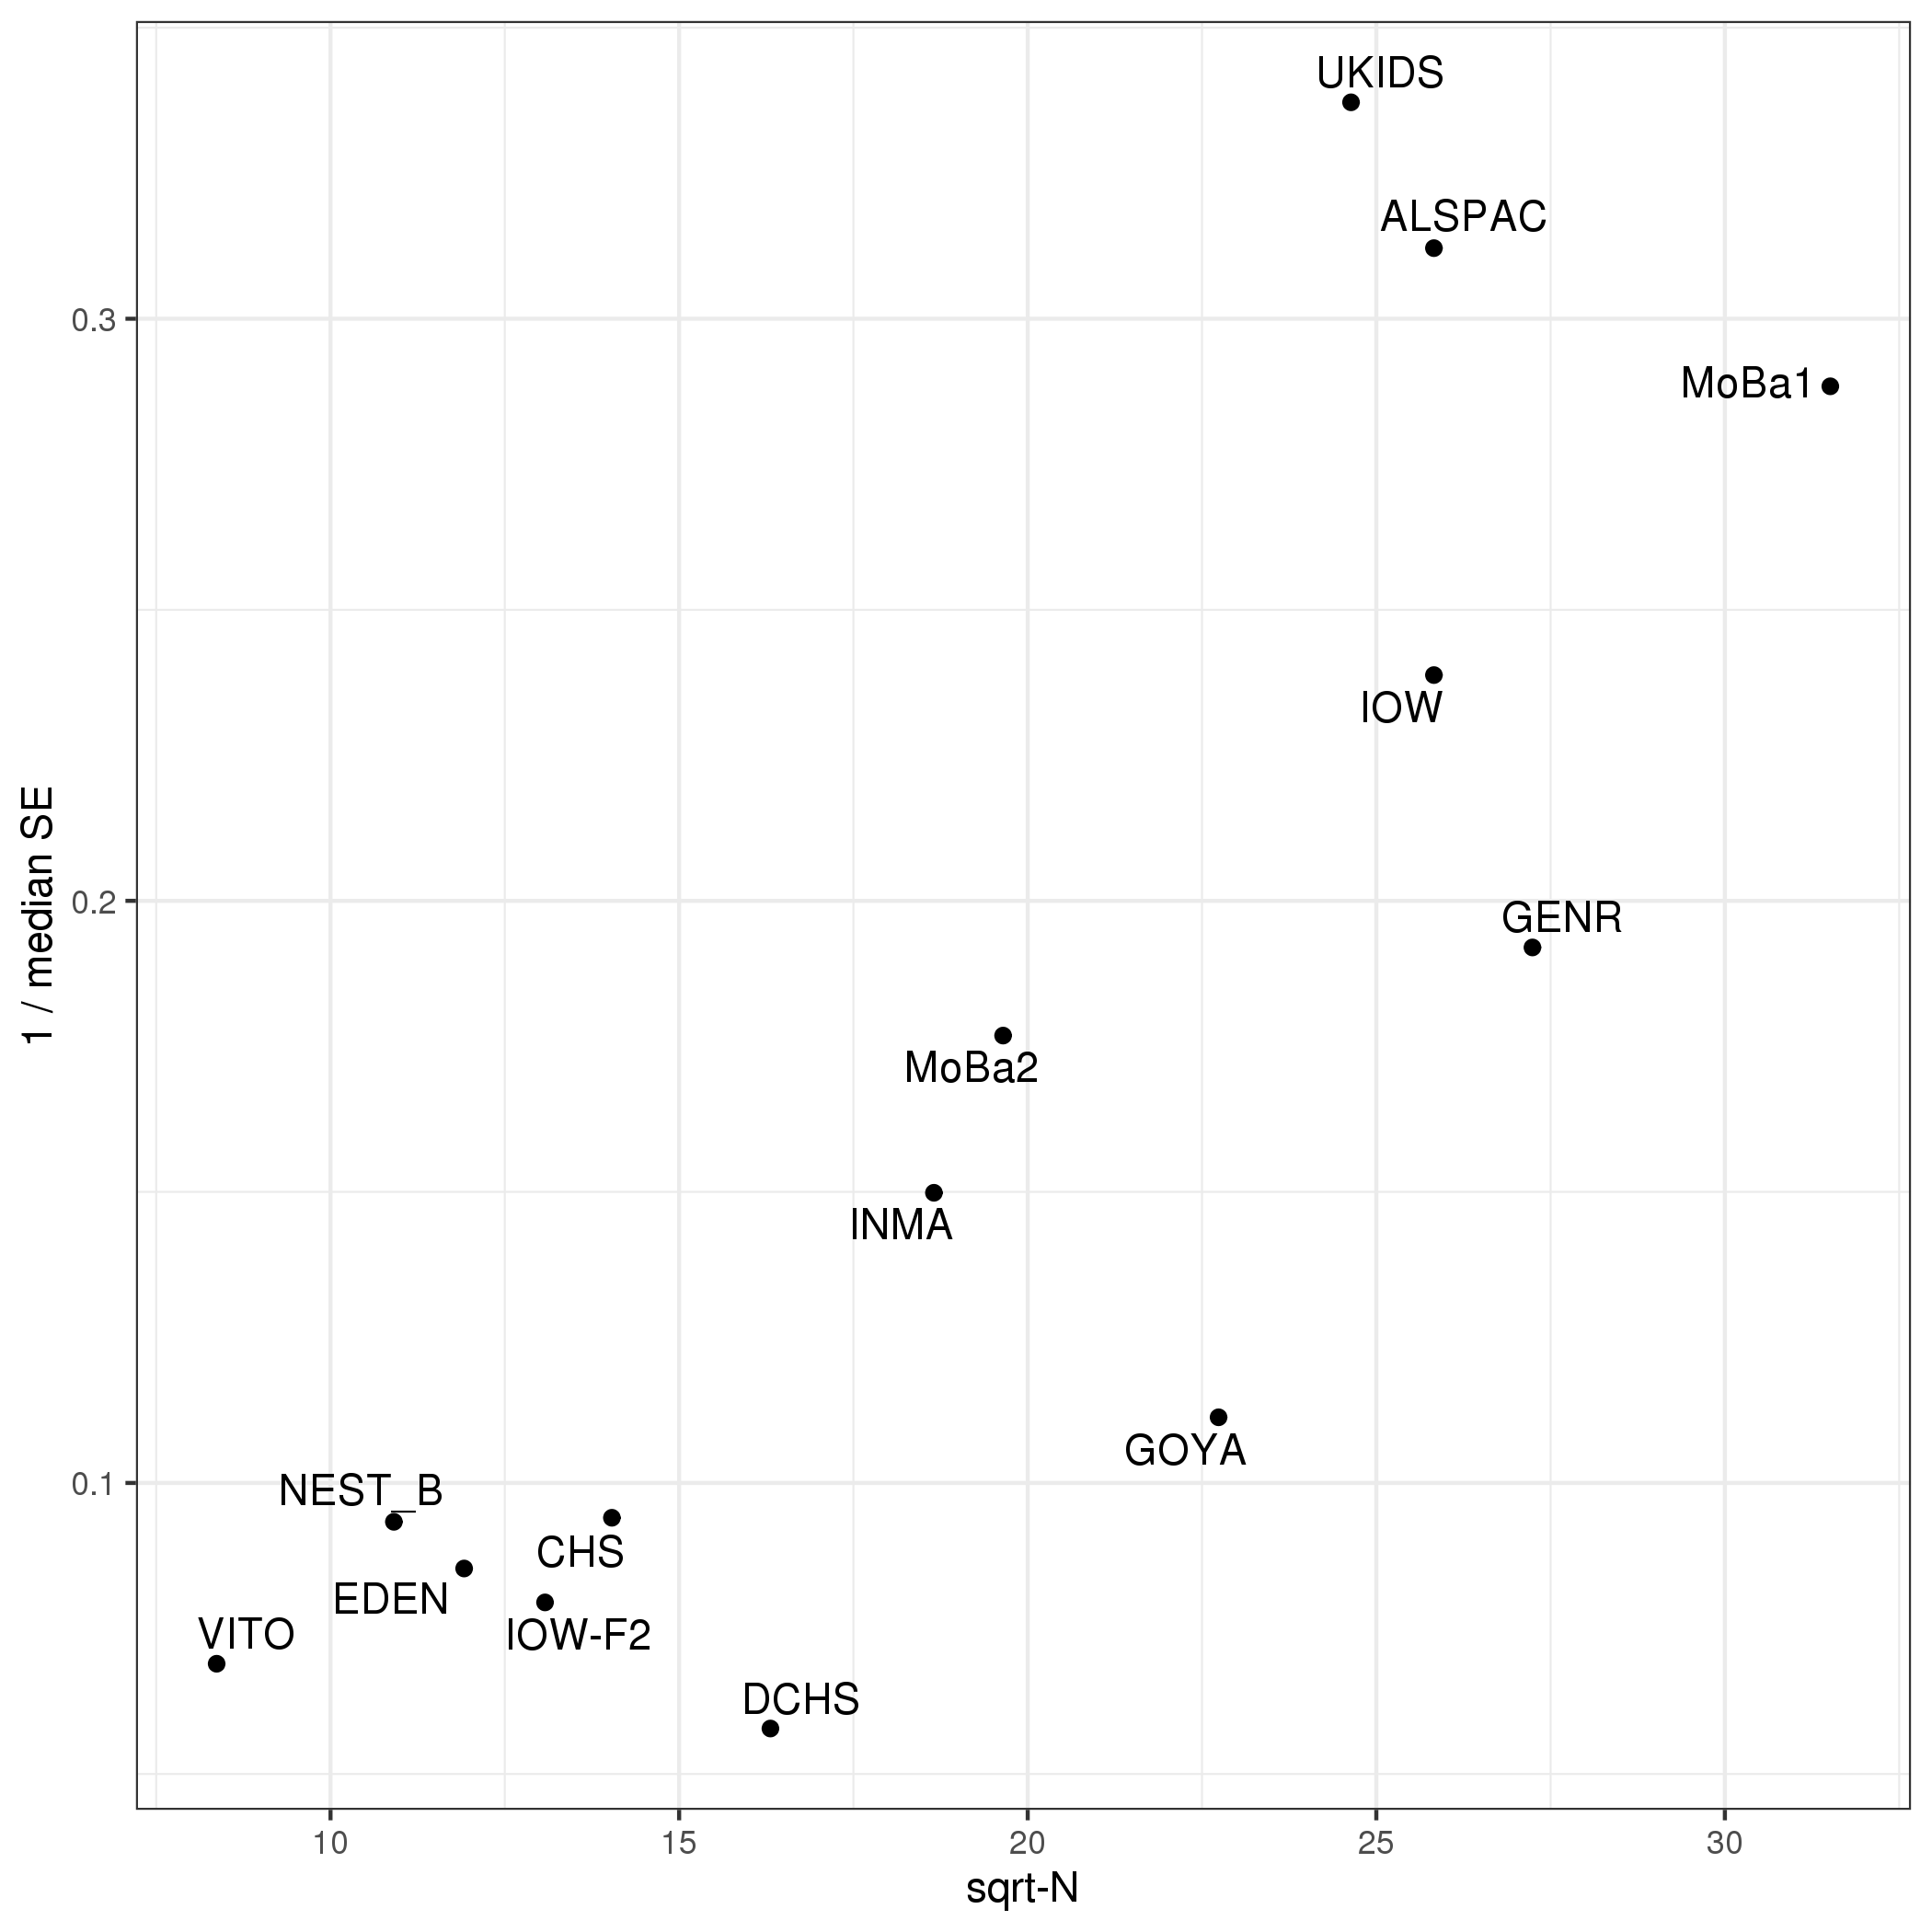 UKIDS
ALSPAC
0.3
MoBa1
IOW
1 / median SE
0.2
GENR
MoBa2
INMA
GOYA
0.1
NEST_B
CHS
EDEN
IOW-F2
VITO
DCHS
10 15 20 25 30
sqrt-N